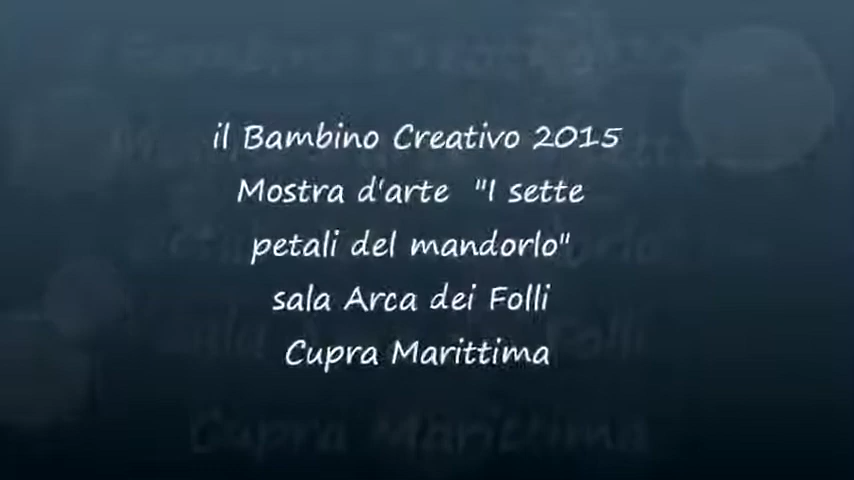 il Bambino Creativo 2015
Mostra d'arte "I sette
petali del mandorlo"
sala Arca dei Folli
Cupra Marittima